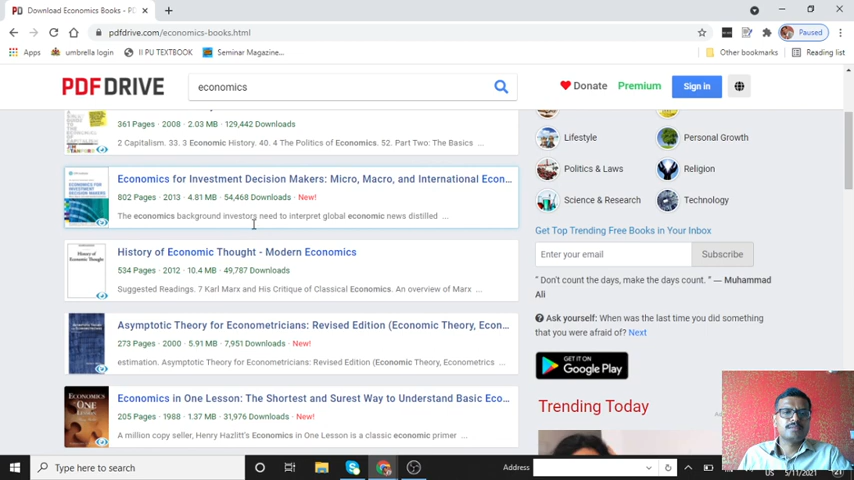 Download Economics Books - PDF
pdfdrive.com/economics-books.html
Paused
Apps
umbrella login
II PU TEXTBOOK
Seminar Magazine...
Other bookmarks
Reading list
PDFDRIVE
economics
Donate
Premium
Sign in
361 Pages · 2008 · 2.03 MB · 129,442 Downloads
2 Capitalism. 33. 3 Economic History. 40. 4 The Politics of Economics. 52. Part Two: The Basics ...
Economics for Investment Decision Makers: Micro, Macro, and International Econ...
802 Pages · 2013 · 4.81 MB · 54,468 Downloads New!
The economics background investors need to interpret global economic news distilled ...
History of Economic Thought - Modern Economics
534 Pages · 2012 · 10.4 MB · 49,787 Downloads
Suggested Readings. 7 Karl Marx and His Critique of Classical Economics. An overview of Marx ...
Asymptotic Theory for Econometricians: Revised Edition (Economic Theory, Econ...
273 Pages · 2000 · 5.91 MB · 7,951 Downloads New!
estimation. Asymptotic Theory for Econometricians: Revised Edition (Economic Theory, Econometrics ...
Economics in One Lesson: The Shortest and Surest Way to Understand Basic Eco...
205 Pages · 1988 · 1.37 MB · 31,976 Downloads New!
A million copy seller, Henry Hazlitt's Economics in One Lesson is a classic economic primer ...
ECONOMICS
ONE
Lifestyle
Personal Growth
Politics & Laws
Religion
Science & Research
Technology
Get Top Trending Free Books in Your Inbox
Enter your email
Subscribe
" Don't count the days, make the days count. " — Muhammad
Ali
Ask yourself: When was the last time you did something
that you were afraid of? Next
GET IT ON
Google Play
Trending Today
Type here to search
Address
5/11/2021